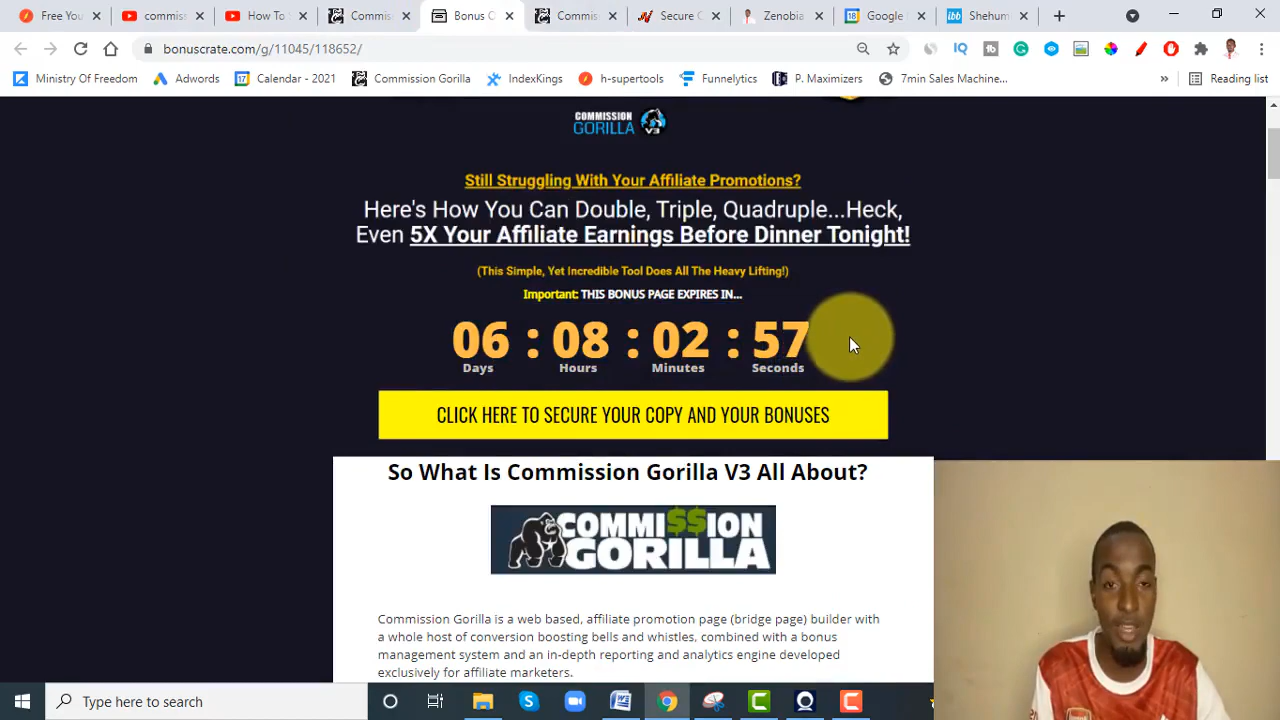 Free You
commiss
How To S
Commis
Bonus C
Commis
Secure C
Zenobia
Google
Shehum
bonuscrate.com/g/11045/118652/
Ministry Of Freedom
Adwords
Calendar - 2021
Commission Gorilla
IndexKings
h-supertools
Funnelytics
P. Maximizers
7min Sales Machine...
»
Reading list
COMMISSION
GORILLA V3
Still Struggling With Your Affiliate Promotions?
Here's How You Can Double, Triple, Quadruple...Heck,
Even 5X Your Affiliate Earnings Before Dinner Tonight!
(This Simple, Yet Incredible Tool Does All The Heavy Lifting!)
Important: THIS BONUS PAGE EXPIRES IN...
06 : 08 : 02 : 57
Days Hours Minutes Seconds
CLICK HERE TO SECURE YOUR COPY AND YOUR BONUSES
So What Is Commission Gorilla V3 All About?
COMMI$$ION
GORILLA
Commission Gorilla is a web based, affiliate promotion page (bridge page) builder with
a whole host of conversion boosting bells and whistles, combined with a bonus
management system and an in-depth reporting and analytics engine developed
exclusively for affiliate marketers.
Type here to search